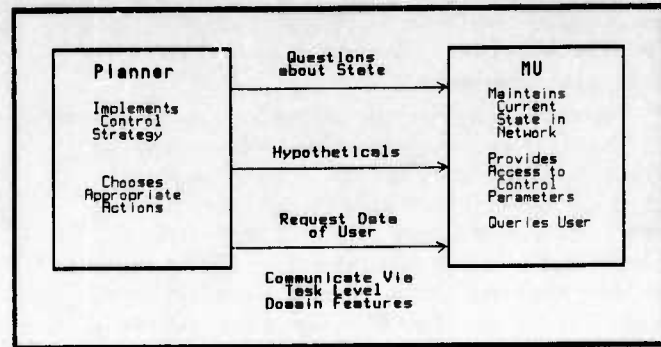 Planner
Implements
Control
Strategy
Chooses
Appropriate
Actions
Questions
about State
Hypotheticals
Request Data
of User
Communicate Via
Task Level
Domain Features
MU
Maintains
Current
State in
Network
Provides
Access to
Control
Parameters
Queries User